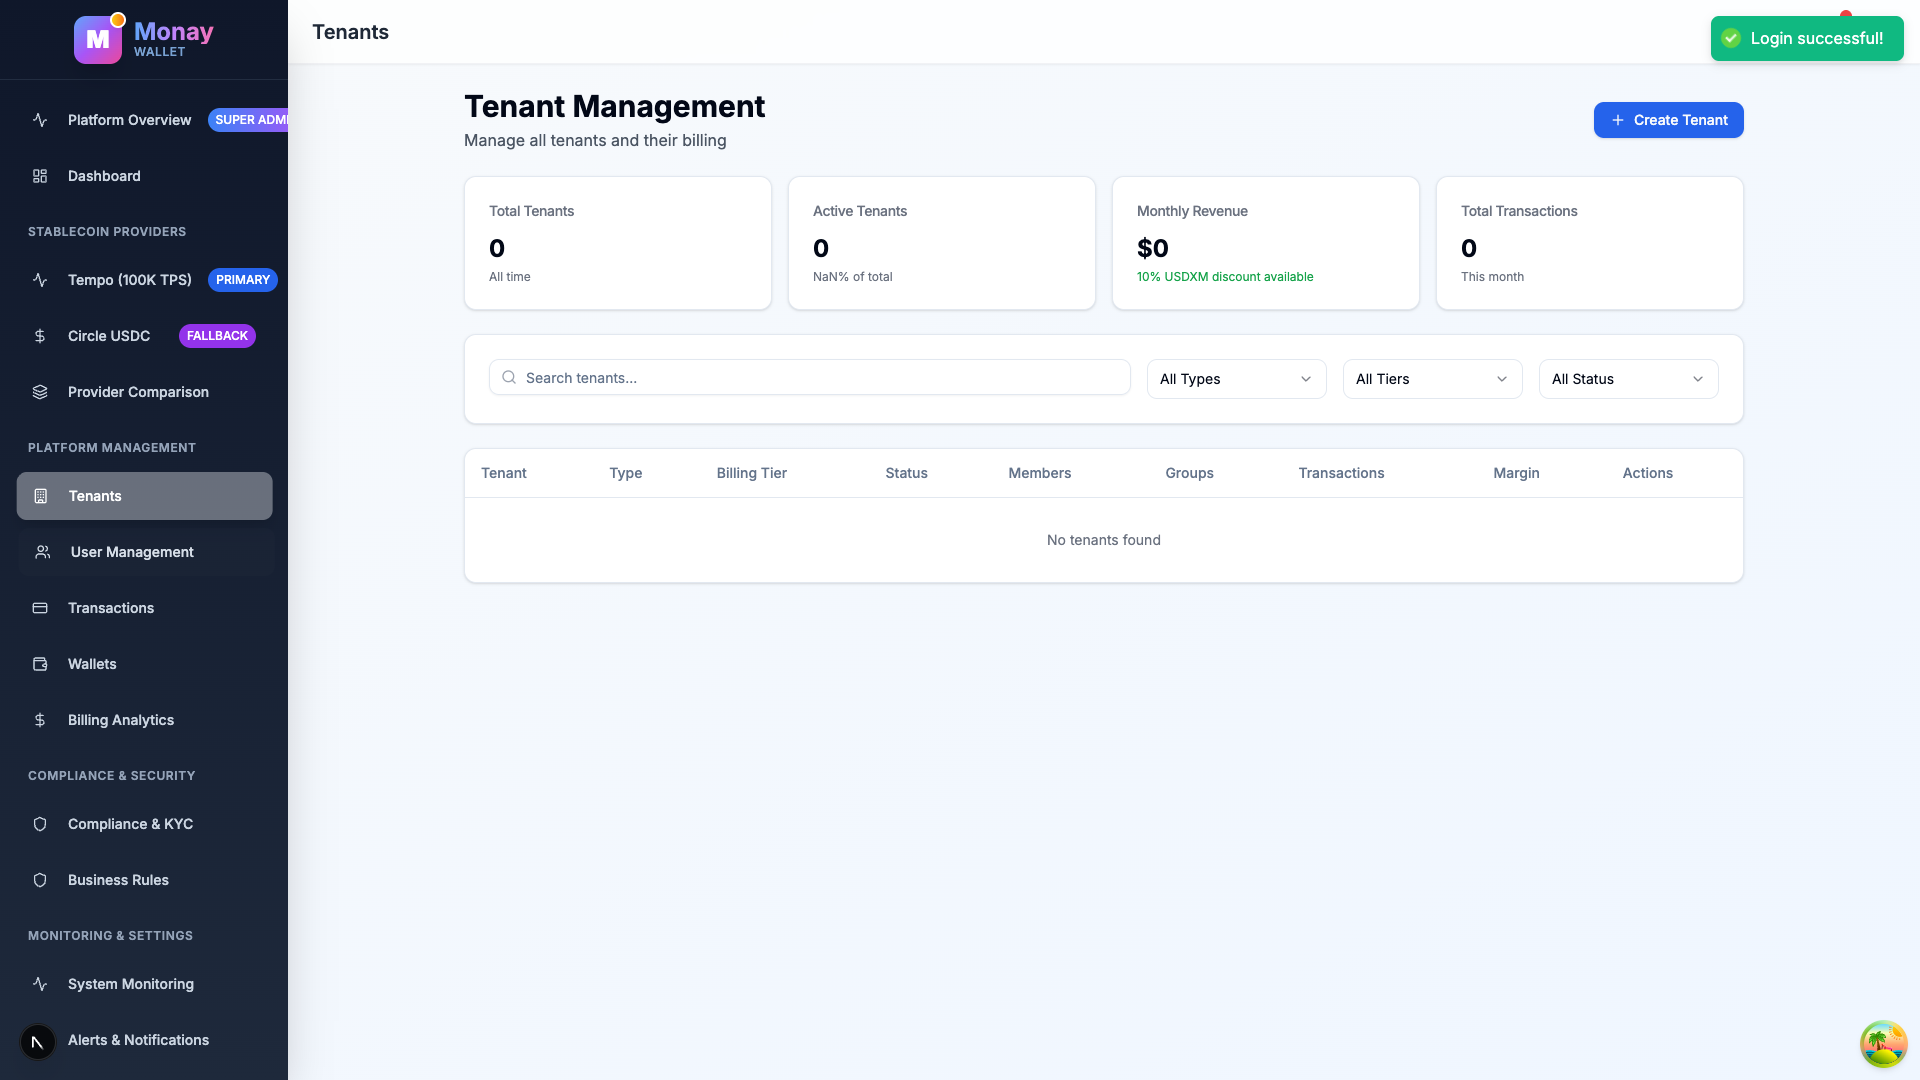 M
Monay
WALLET
Platform Overview
SUPER ADMI
Dashboard
STABLECOIN PROVIDERS
Tempo (100K TPS)
PRIMARY
Circle USDC
FALLBACK
Provider Comparison
PLATFORM MANAGEMENT
Tenants
User Management
Transactions
Wallets
Billing Analytics
COMPLIANCE & SECURITY
Compliance & KYC
Business Rules
MONITORING & SETTINGS
System Monitoring
Alerts & Notifications
Tenants
Login successful!
Tenant Management
Manage all tenants and their billing
Create Tenant
Total Tenants
0
All time
Active Tenants
0
NaN% of total
Monthly Revenue
$0
10% USDXM discount available
Total Transactions
0
This month
Search tenants...
All Types
All Tiers
All Status
Tenant Type Billing Tier Status Members Groups Transactions Margin Actions
No tenants found